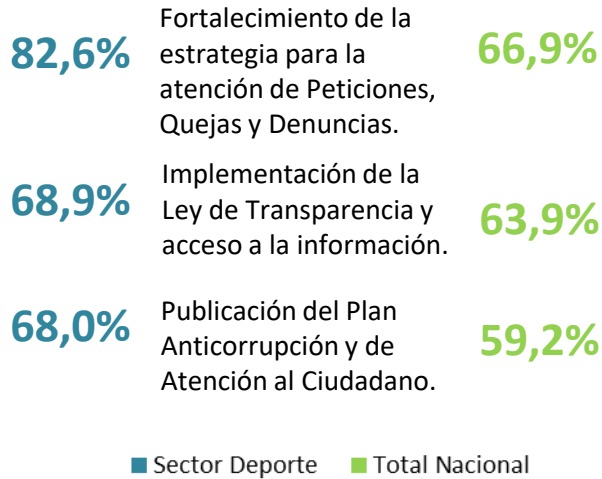 82,6%
Fortalecimiento de la
estrategia para la
atención de Peticiones,
Quejas y Denuncias.
66,9%
68,9%
Implementación de la
Ley de Transparencia y
acceso a la información.
63,9%
68,0%
Publicación del Plan
Anticorrupción y de
Atención al Ciudadano.
59,2%
Sector Deporte
Total Nacional